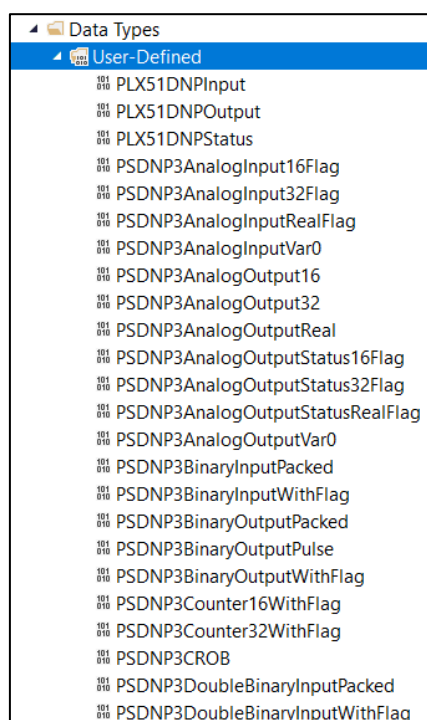 Data Types
User-Defined
PLX51DNPInput
PLX51DNPOutput
PLX51DNPStatus
PSDNP3AnalogInput16Flag
PSDNP3AnalogInput32Flag
PSDNP3AnalogInputRealFlag
PSDNP3AnalogInputVar0
PSDNP3AnalogOutput16
PSDNP3AnalogOutput32
PSDNP3AnalogOutputReal
PSDNP3AnalogOutputStatus16Flag
PSDNP3AnalogOutputStatus32Flag
PSDNP3AnalogOutputStatusRealFlag
PSDNP3AnalogOutputVar0
PSDNP3BinaryInputPacked
PSDNP3BinaryInputWithFlag
PSDNP3BinaryOutputPacked
PSDNP3BinaryOutputPulse
PSDNP3BinaryOutputWithFlag
PSDNP3Counter16WithFlag
PSDNP3Counter32WithFlag
PSDNP3CROB
PSDNP3DoubleBinaryInputPacked
PSDNP3DoubleBinaryInputWithFlag